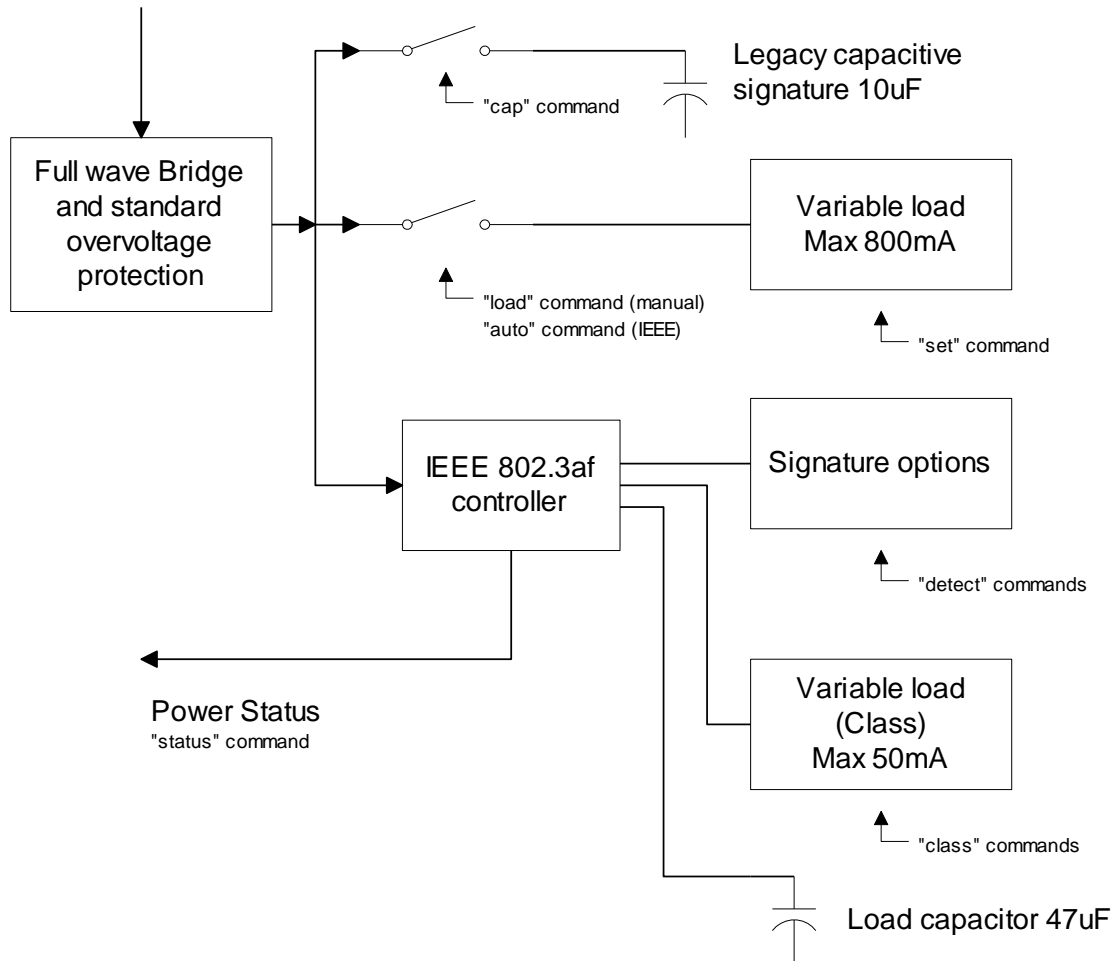 Legacy capacitive
signature 10uF
"cap" command
Full wave Bridge
and standard
overvoltage
protection
Variable load
Max 800mA
"load" command (manual)
"auto" command (IEEE)
"set" command
IEEE 802.3af
controller
Signature options
"detect" commands
Power Status
"status" command
Variable load
(Class)
Max 50mA
"class" commands
Load capacitor 47uF